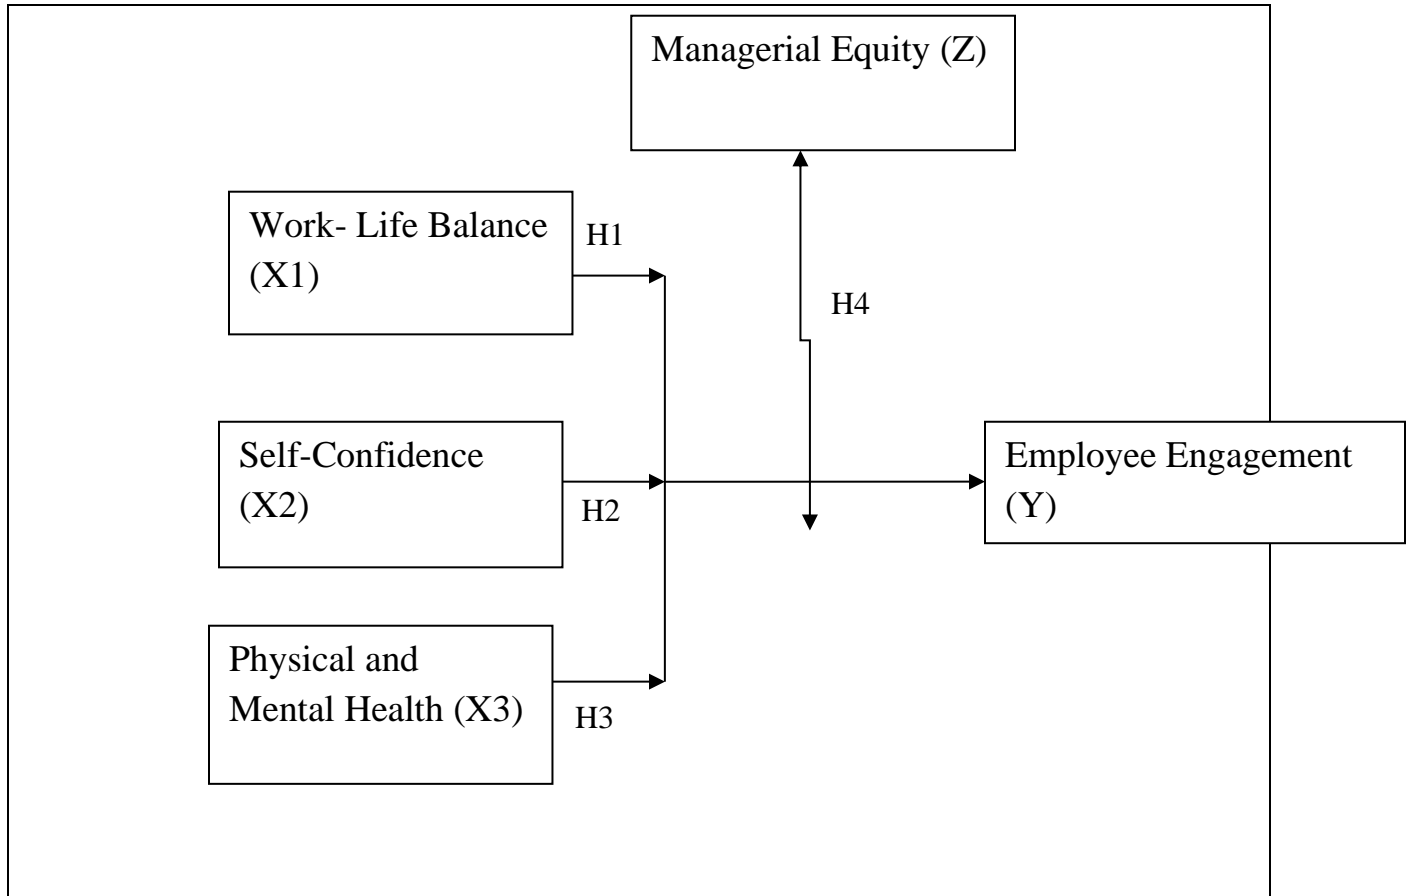 Managerial Equity (Z)
Work- Life Balance
(X1)
H1
H4
Self-Confidence
(X2)
H2
Employee Engagement
(Y)
Physical and
Mental Health (X3)
H3